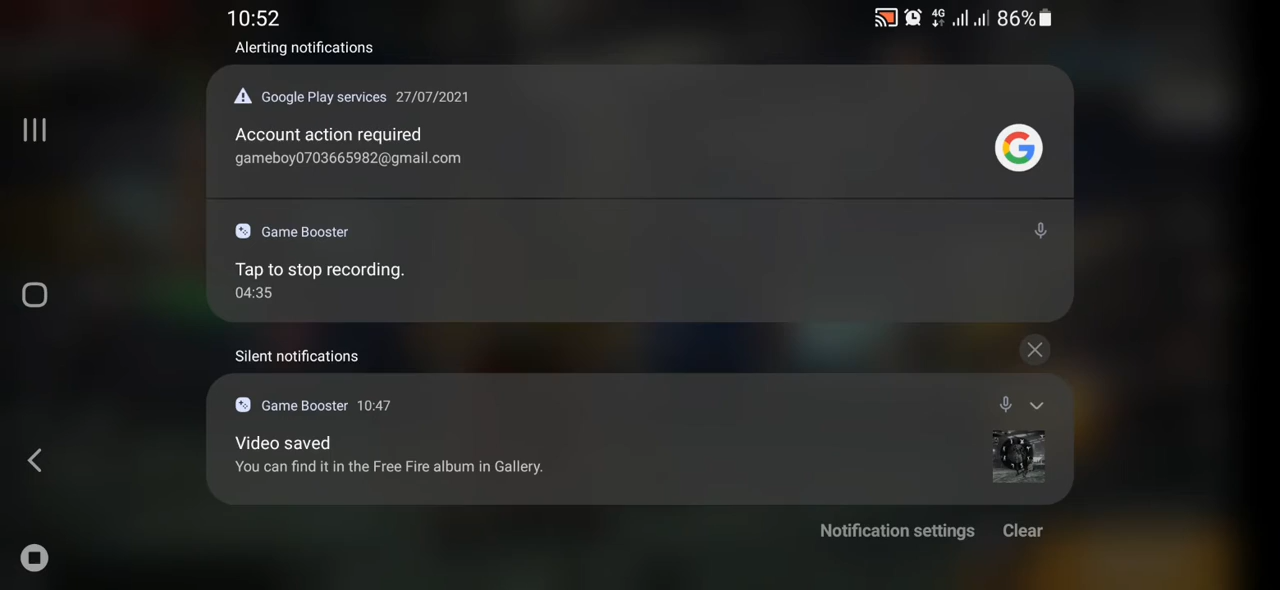 10:52
4G
86%
Alerting notifications
Google Play services 27/07/2021
Account action required
gameboy0703665982@gmail.com
Game Booster
Tap to stop recording.
04:35
Silent notifications
Game Booster 10:47
Video saved
You can find it in the Free Fire album in Gallery.
Notification settings Clear